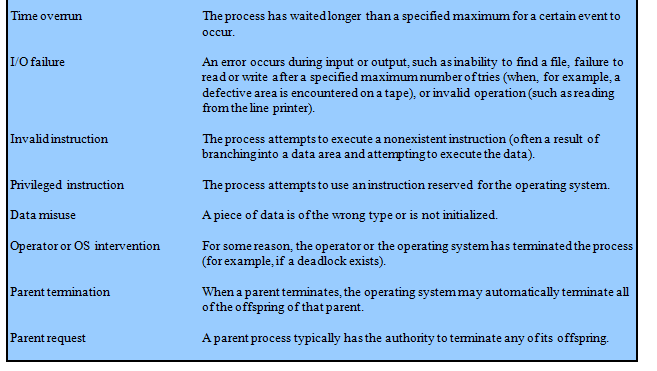 Time overrun The process has waited longer than a specified maximum for a certain event to
occur.
I/O failure An error occurs during input or output, such as inability to find a file, failure to
read or write after a specified maximum number of tries (when, for example, a
defective area is encountered on a tape), or invalid operation (such as reading
from the line printer).
Invalid instruction The process attempts to execute a nonexistent instruction (often a result of
branching into a data area and attempting to execute the data).
Privileged instruction The process attempts to use an instruction reserved for the operating system.
Data misuse A piece of data is of the wrong type or is not initialized.
Operator or OS intervention For some reason, the operator or the operating system has terminated the process
(for example, if a deadlock exists).
Parent termination When a parent terminates, the operating system may automatically terminate all
of the offspring of that parent.
Parent request A parent process typically has the authority to terminate any of its offspring.